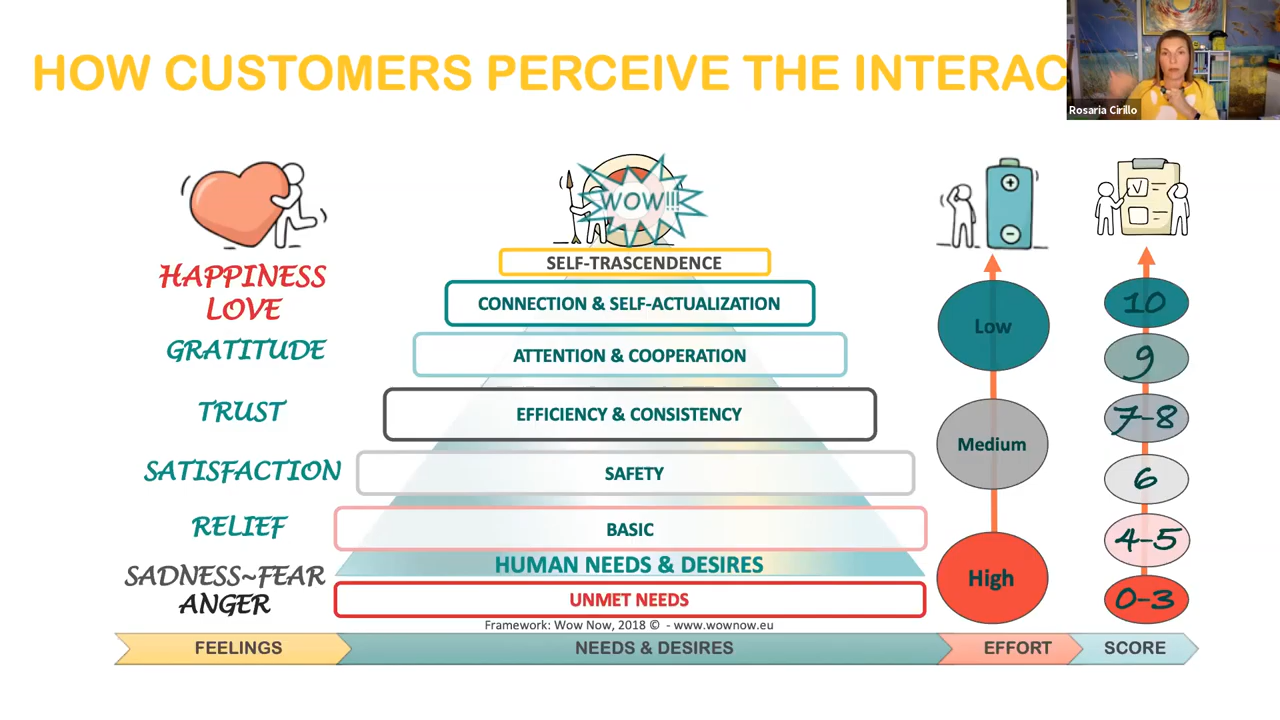 HOW CUSTOMERS PERCEIVE THE INTERAC
Rosaria Cirillo
WOW!!!
HAPPINESS
LOVE
GRATITUDE
TRUST
SATISFACTION
RELIEF
SADNESS~FEAR
ANGER
SELF-TRASCENDENCE
CONNECTION & SELF-ACTUALIZATION
ATTENTION & COOPERATION
EFFICIENCY & CONSISTENCY
SAFETY
BASIC
HUMAN NEEDS & DESIRES
UNMET NEEDS
Framework: Wow Now, 2018 © - www.wownow.eu
Low
Medium
High
10
9
7-8
6
4-5
0-3
FEELINGS
NEEDS & DESIRES
EFFORT
SCORE